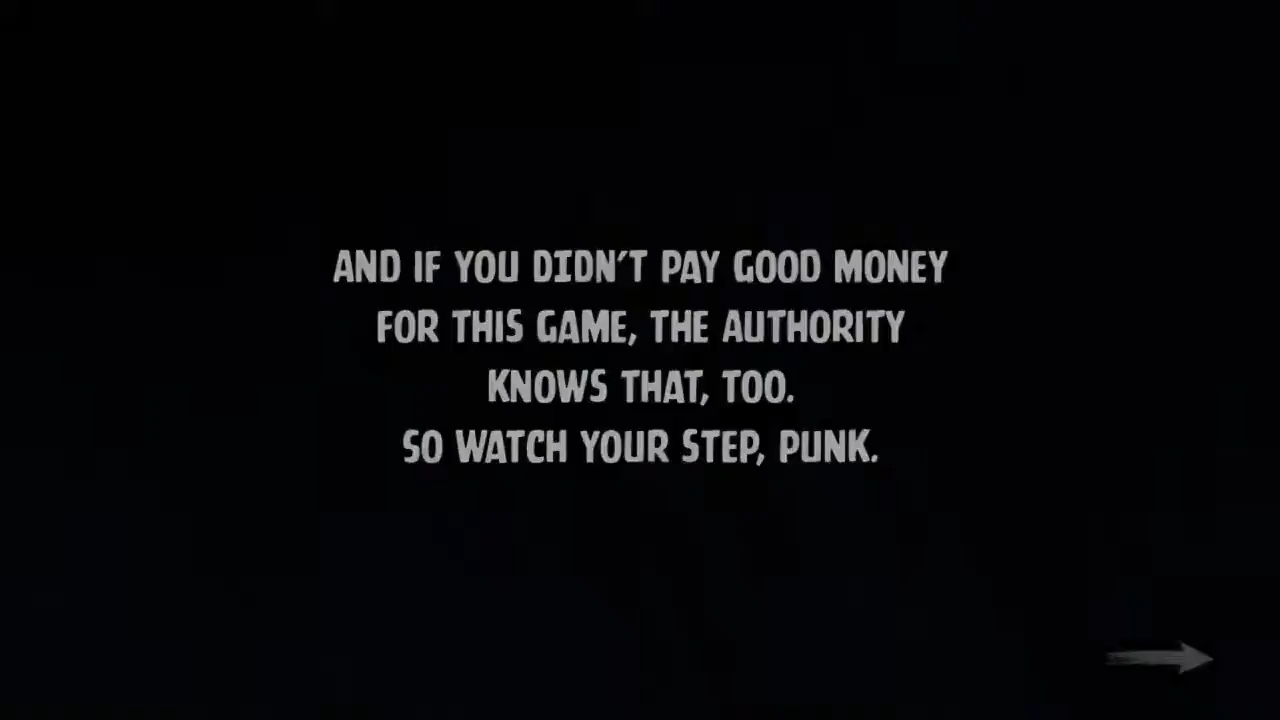 AND IF YOU DIDN'T PAY GOOD MONEY
FOR THIS GAME, THE AUTHORITY
KNOWS THAT, TOO.
SO WATCH YOUR STEP, PUNK.